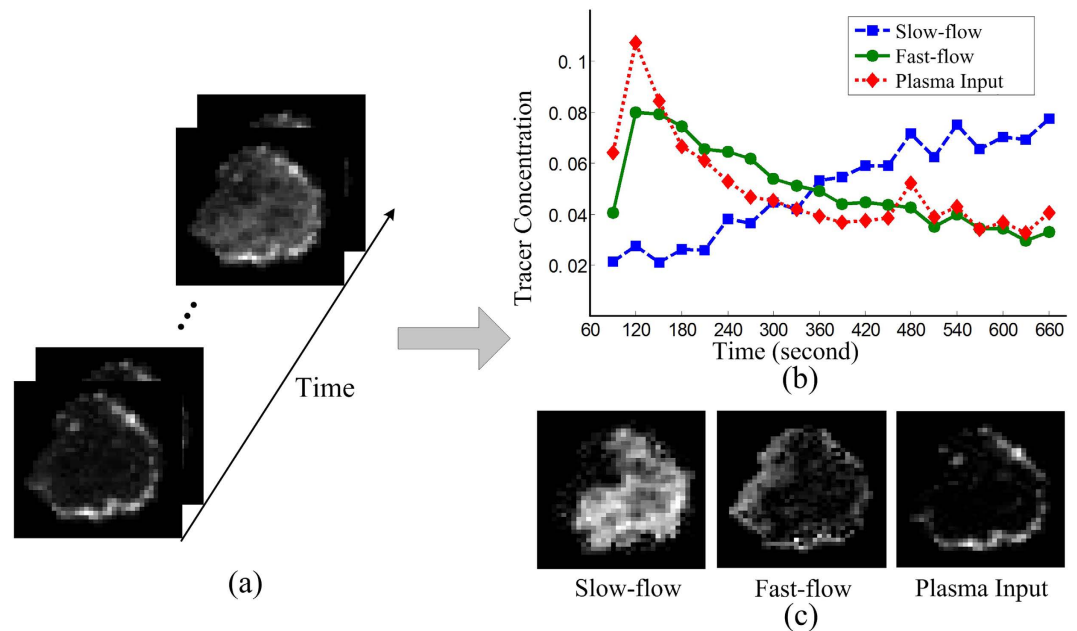 Time
(a)
Tracer Concentration
0. 1
0. 08
0. 06
0. 04
0. 02
60 120 180 240 300 360 420 480 540 600 660
Time (second)
Slow-flow
Fast-flow
Plasma Input
(b)
Slow-flow Fast-flow Plasma Input
(c)